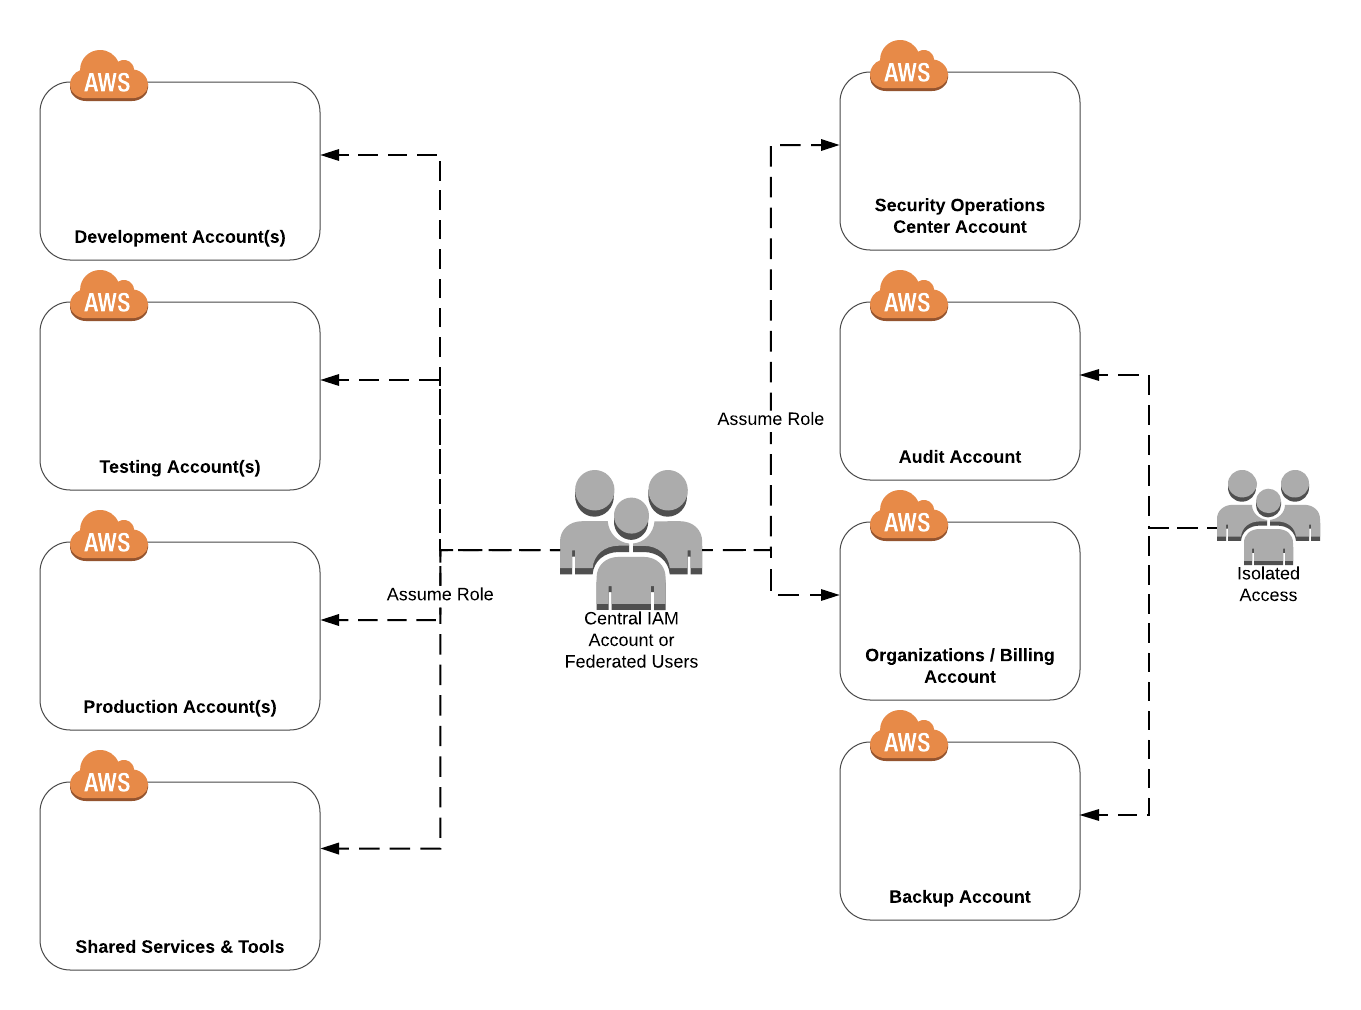 AWS
Development Account(s)
AWS
Testing Account(s)
AWS
Production Account(s)
AWS
Shared Services & Tools
Assume Role
Central IAM
Account or
Federated Users
Assume Role
AWS
Security Operations
Center Account
AWS
Audit Account
AWS
Organizations / Billing
Account
AWS
Backup Account
Isolated
Access